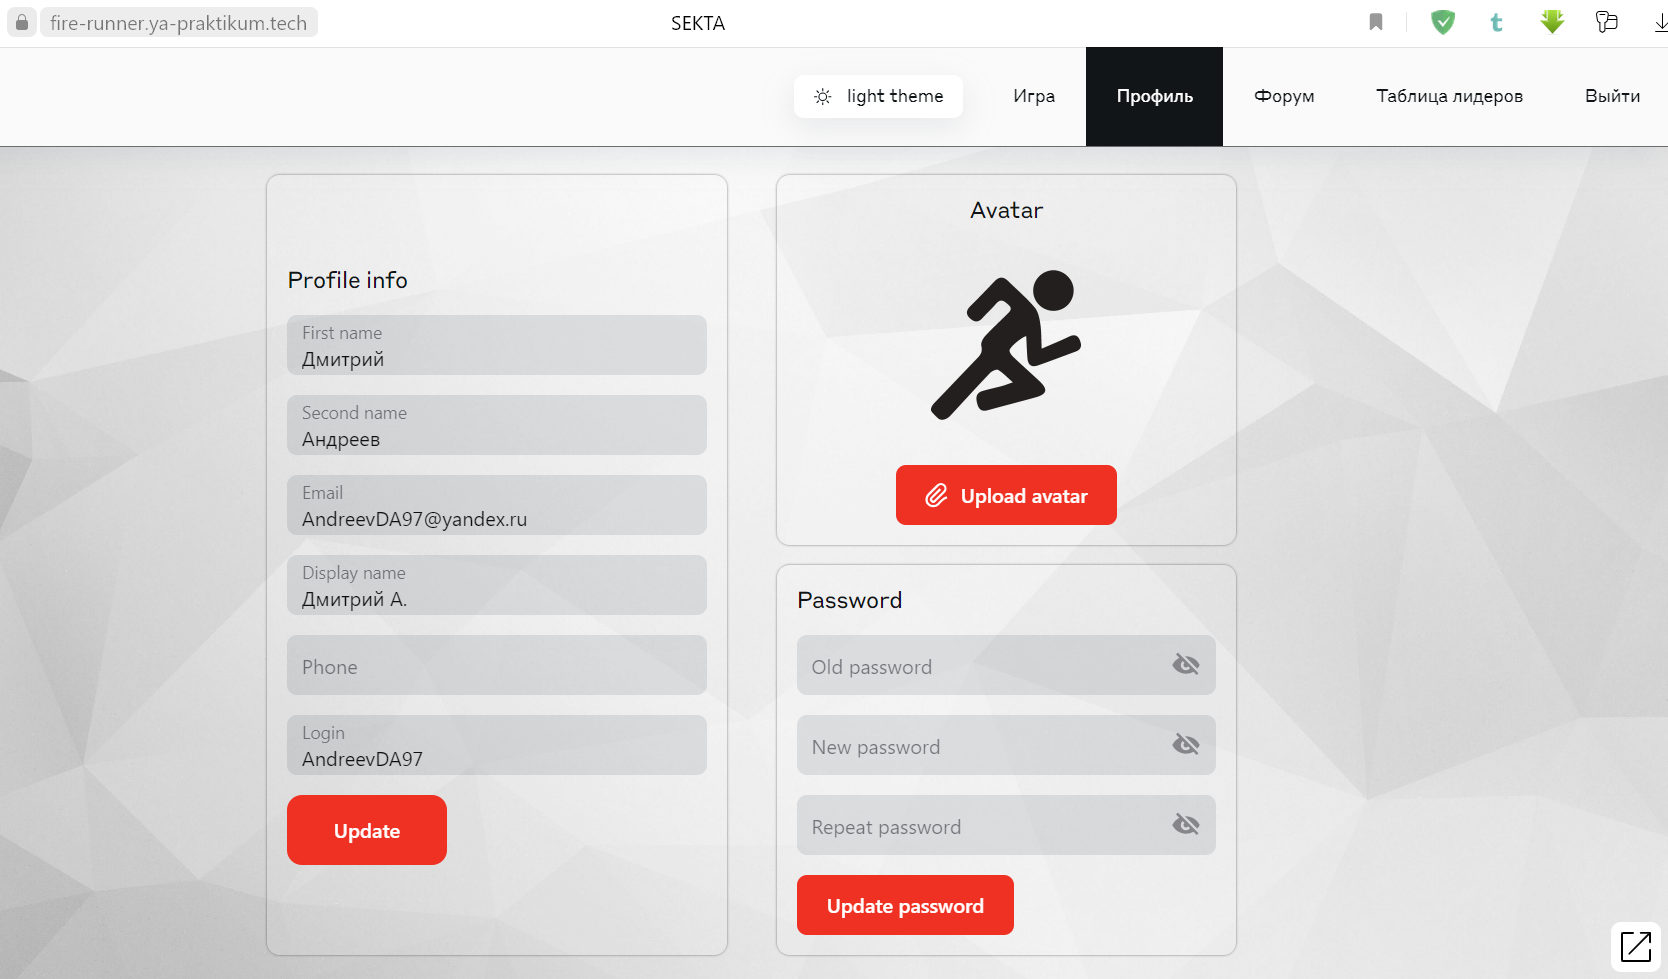 fire-runner.ya-praktikum.tech
SEKTA
light theme
Игра
Профиль
Форум
Таблица лидеров
Выйти
Profile info
First name
Дмитрий
Second name
Андреев
Email
AndreevDA97@yandex.ru
Display name
Дмитрий А.
Phone
Login
AndreevDA97
Update
Avatar
Upload avatar
Password
Old password
New password
Repeat password
Update password